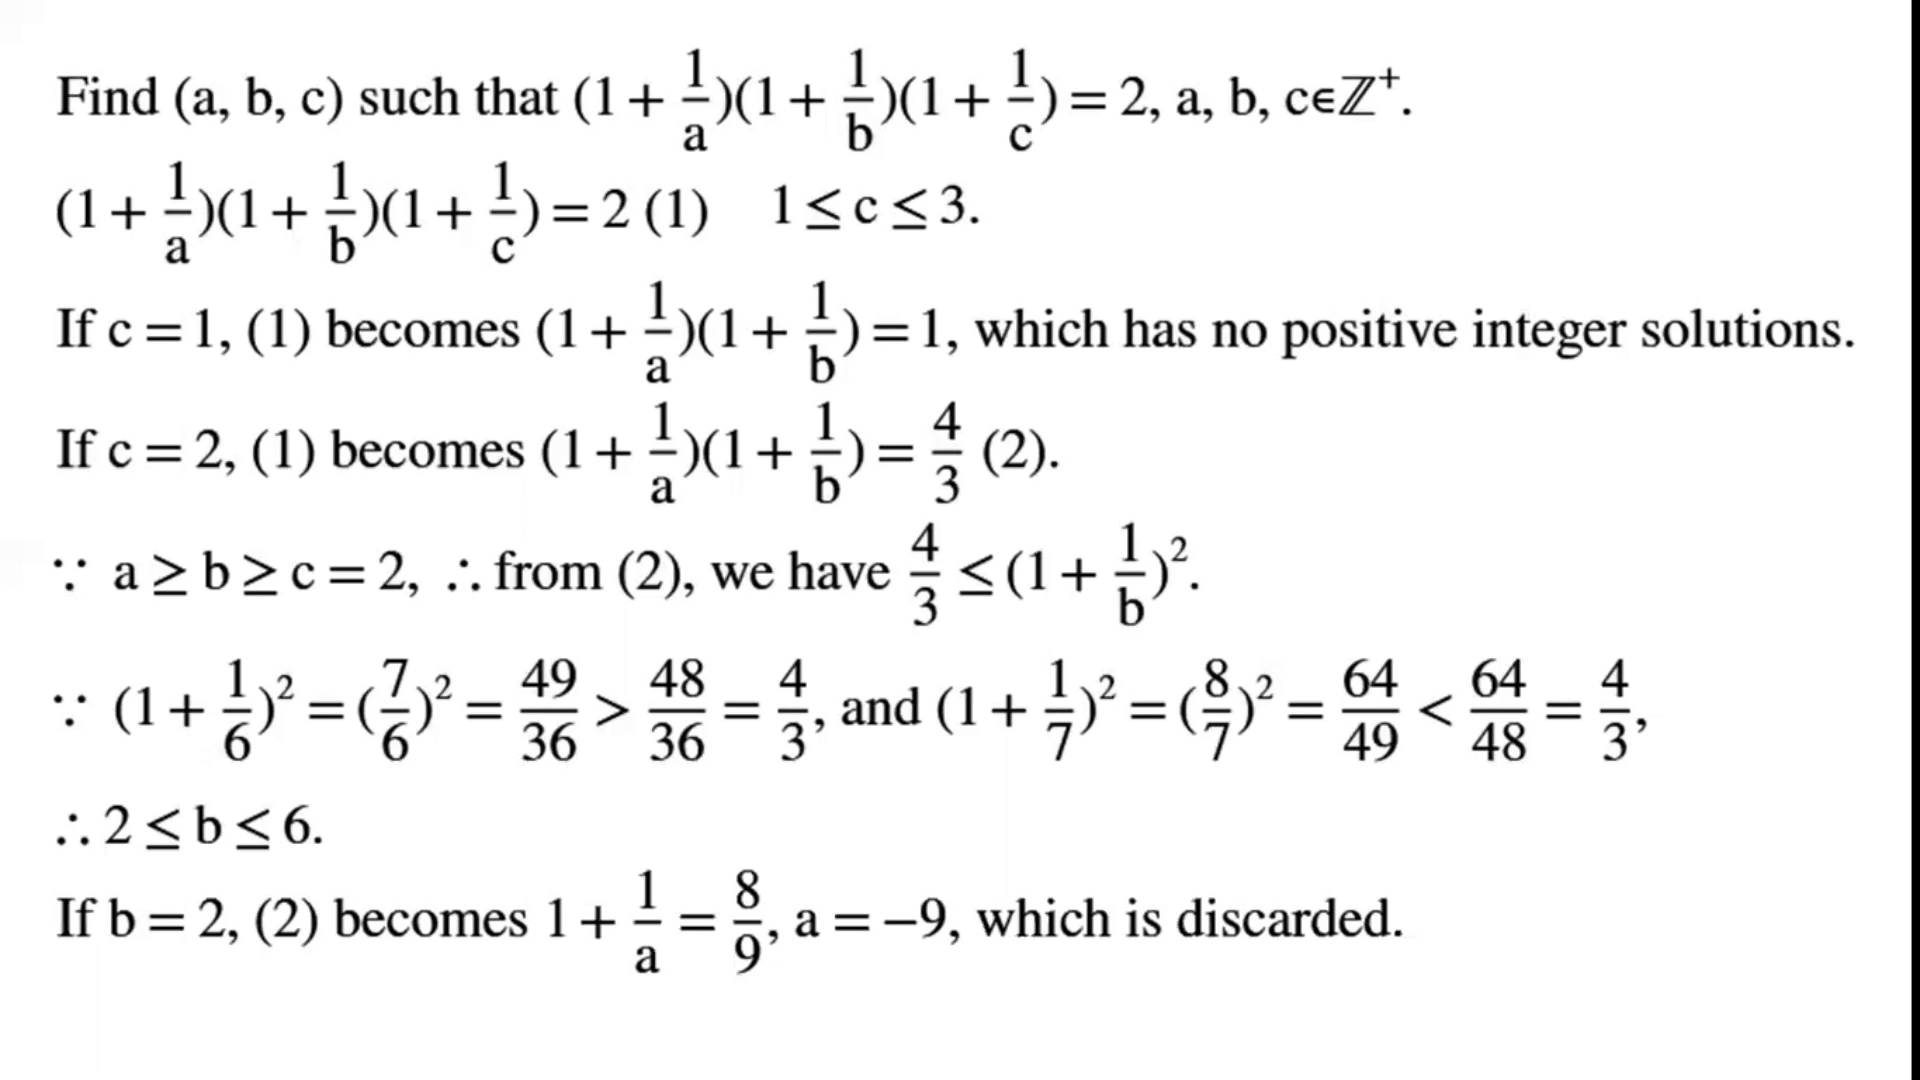 Find (a, b, c) such that (1 + 1/a)(1 + 1/b)(1 + 1/c) = 2, a, b, c∈ℤ⁺.
(1 + 1/a)(1 + 1/b)(1 + 1/c) = 2 (1) 1 ≤ c ≤ 3.
If c = 1, (1) becomes (1 + 1/a)(1 + 1/b) = 1, which has no positive integer solutions.
If c = 2, (1) becomes (1 + 1/a)(1 + 1/b) = 4/3 (2).
∵ a ≥ b ≥ c = 2, ∴ from (2), we have 4/3 ≤ (1 + 1/b)².
∵ (1 + 1/6)² = (7/6)² = 49/36 > 48/36 = 4/3, and (1 + 1/7)² = (8/7)² = 64/49 < 64/48 = 4/3,
∴ 2 ≤ b ≤ 6.
If b = 2, (2) becomes 1 + 1/a = 8/9, a = –9, which is discarded.